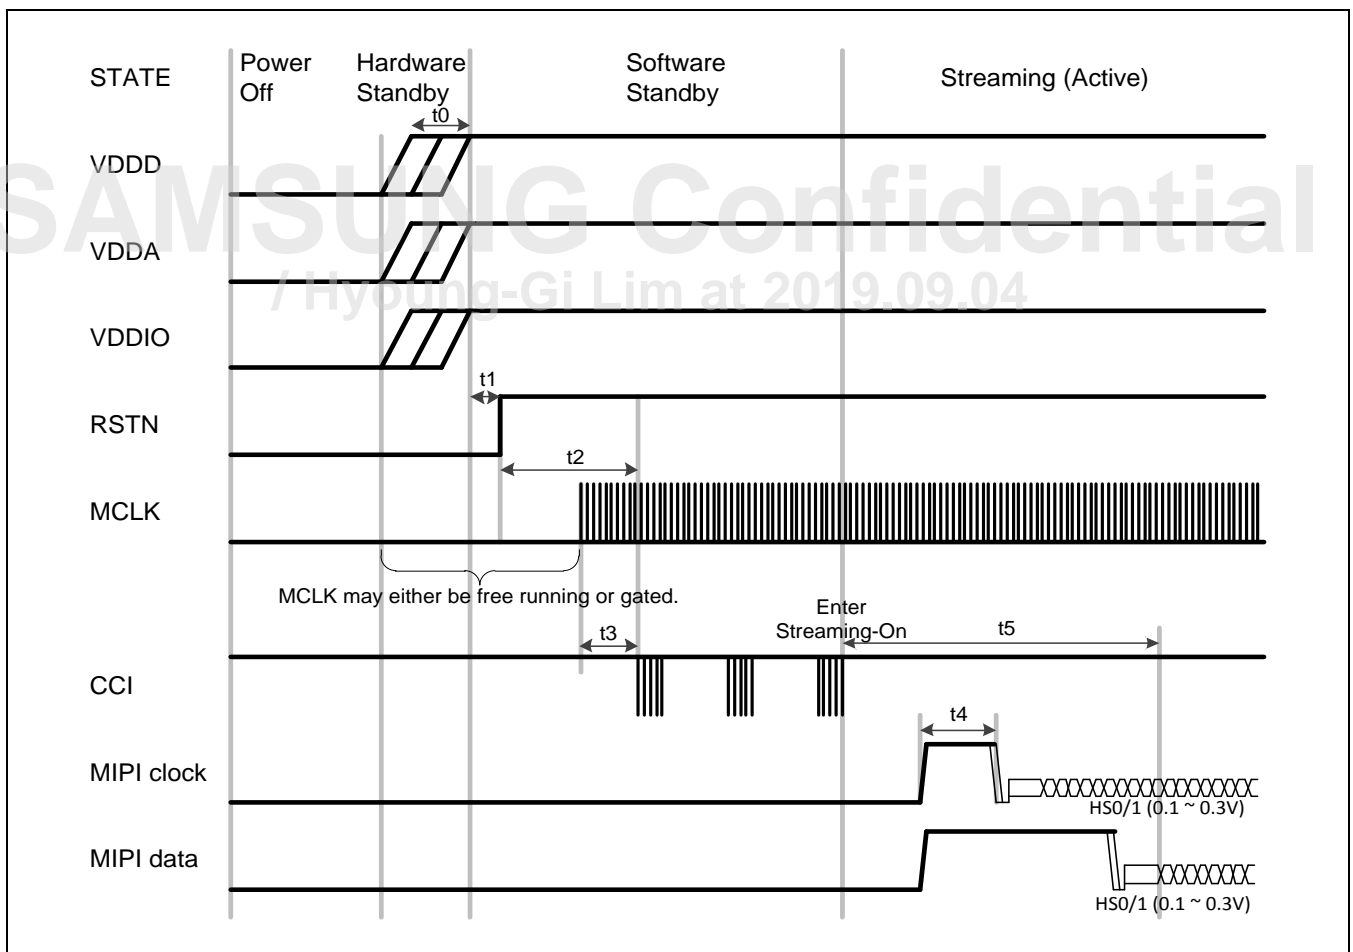 STATE
Power
Off
Hardware
Standby
Software
Standby
Streaming (Active)
t0
VDDD
SAMSUNG Confidential
VDDA
/ Hyoung-Gi Lim at 2019.09.04
VDDIO
t1
RSTN
t2
MCLK
MCLK may either be free running or gated.
Enter
Streaming-On
t3
t5
CCI
t4
MIPI clock
HS0/1 (0.1 ~ 0.3V)
MIPI data
HS0/1 (0.1 ~ 0.3V)